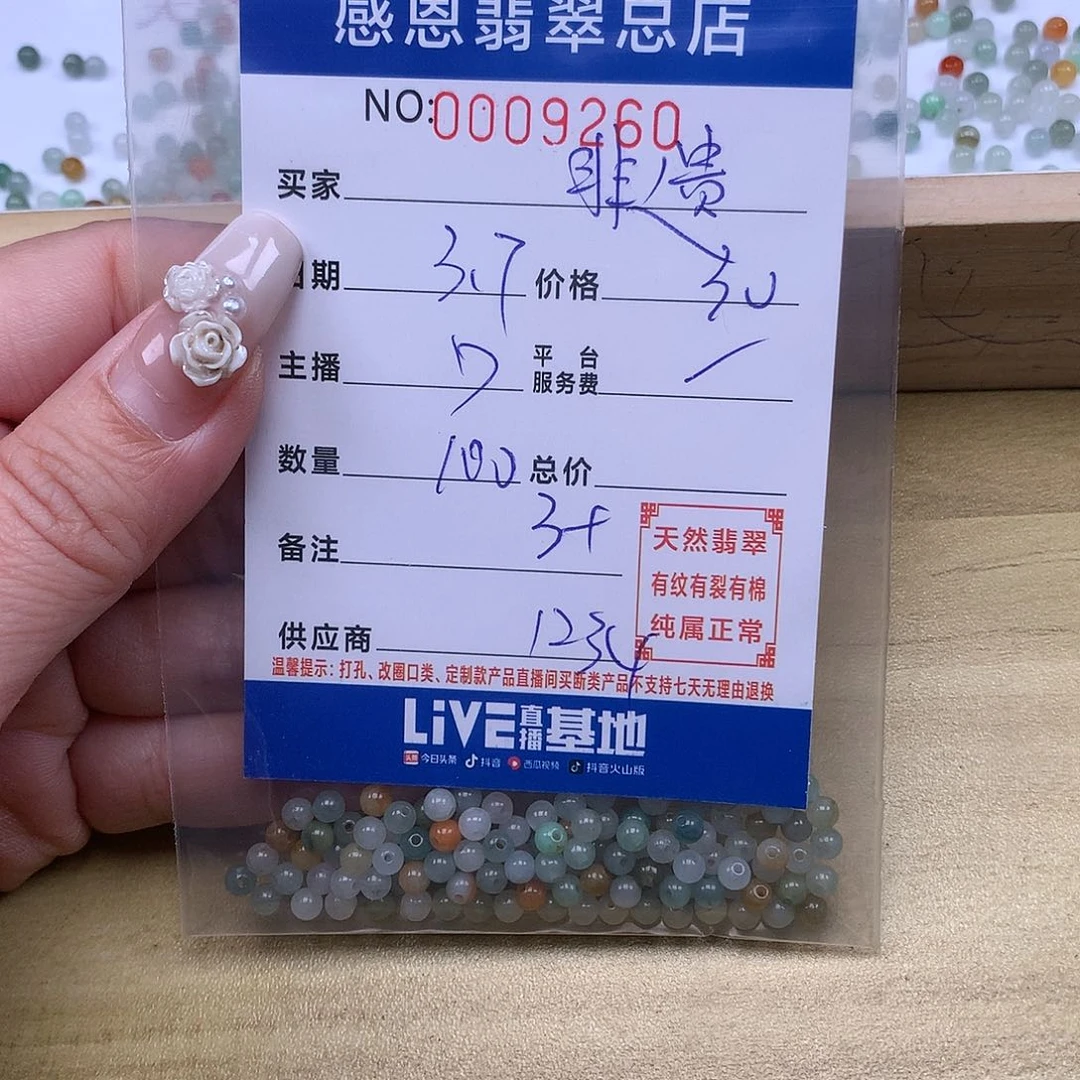 感恩翡翠总店
NO:0009260
买家
日期 3.7 价格 30
主播 7 平台服务费 /
数量 100 总价
备注 3+
天然翡翠
有纹有裂有棉
纯属正常
供应商 1234
温馨提示：打孔、改圈口类、定制款产品直播间买断类产品不支持七天无理由退换
LiVE直播基地
头条 今日头条 抖音 西瓜视频 抖音火山版